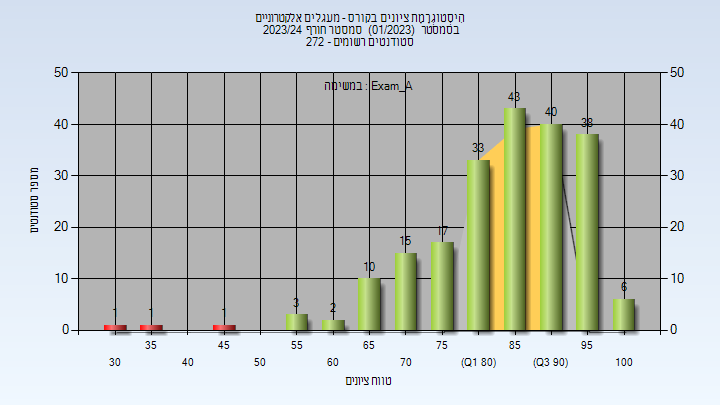 היסטוגרמת ציונים בקורס - מעגלים אלקטרוניים
בסמסטר (01/2023) סמסטר חורף 2023/24
סטודנטים רשומים - 272
במשימה : Exam_A
50 50
40 40
30 30
20 20
10 10
0 0
1 1 1 3 2 10 15 17 33 43 40 38 6
מספר סטודנטים
35 45 55 65 75 85 95
30 40 50 60 70 (Q1 80) (Q3 90) 100
טווח ציונים